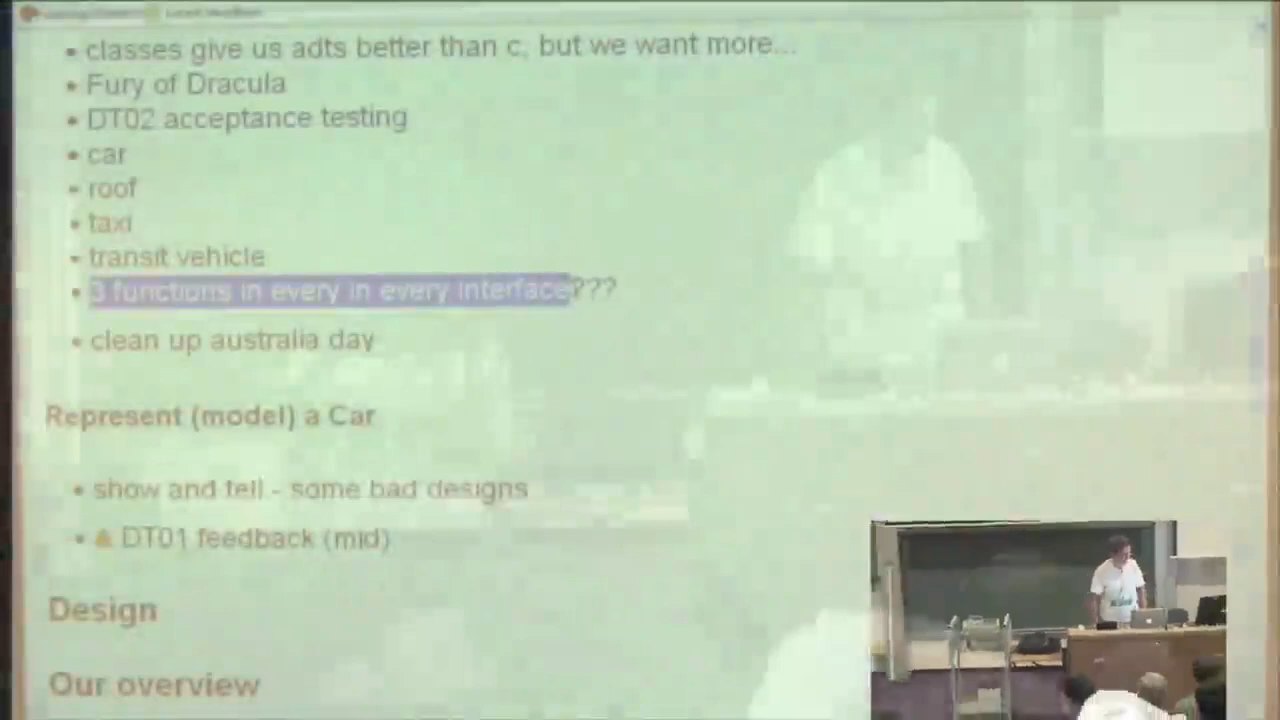 • classes give us adts better than c, but we want more...
• Fury of Dracula
• DT02 acceptance testing
• car
• roof
• taxi
• transit vehicle
• 3 functions in every in every interface???
• clean up australia day
Represent (model) a Car
• show and tell - some bad designs
• DT01 feedback (mid)
Design
Our overview